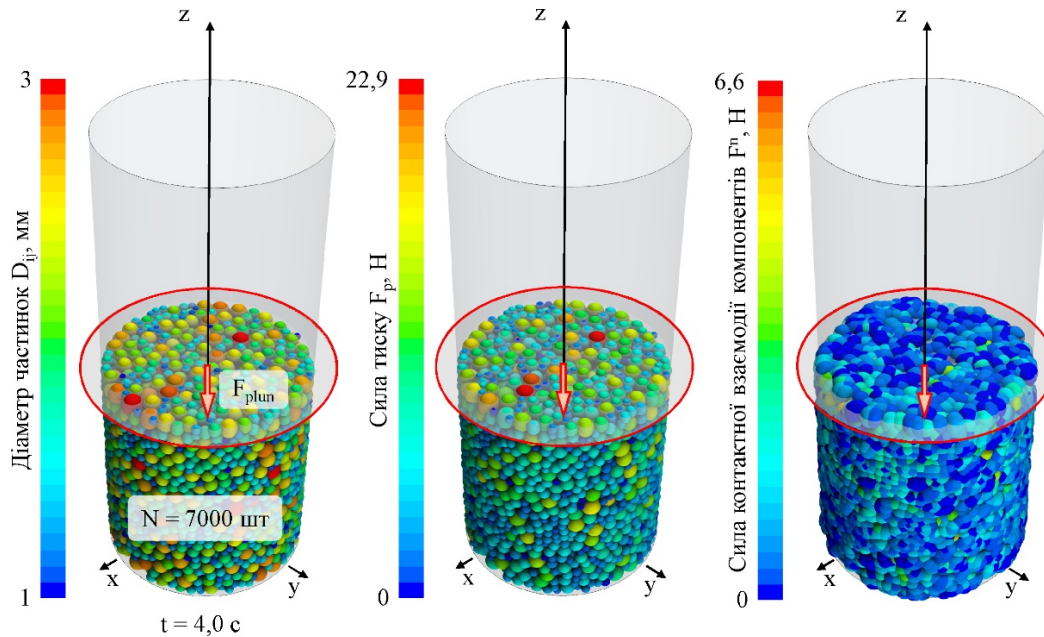 z
3
Діаметр частинок Dij, мм
1
Fplun
N = 7000 шт
x
y
t = 4,0 с
z
22,9
Сила тиску Fp, Н
0
x
y
z
6,6
Сила контактної взаємодії компонентів Fⁿ, Н
0
x
y